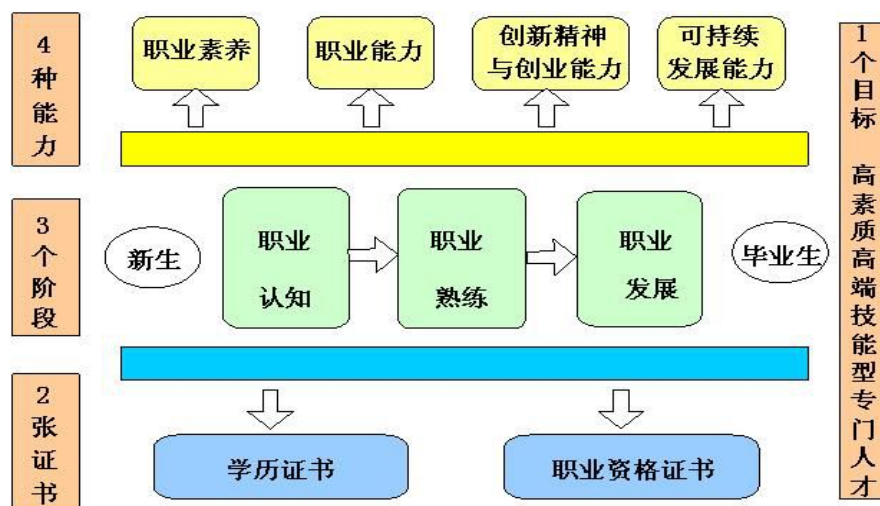 4种能力
职业素养
职业能力
创新精神
与创业能力
可持续
发展能力
3个阶段
新生
职业
认知
职业
熟练
职业
发展
毕业生
2张证书
学历证书
职业资格证书
1个目标 高素质高端技能型专门人才